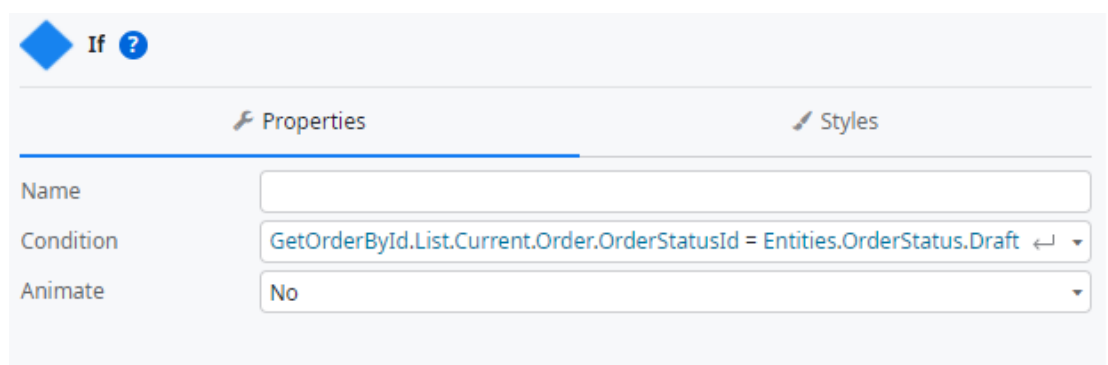 If ?
Properties
Styles
Name
Condition GetOrderById.List.Current.Order.OrderStatusId = Entities.OrderStatus.Draft
Animate No